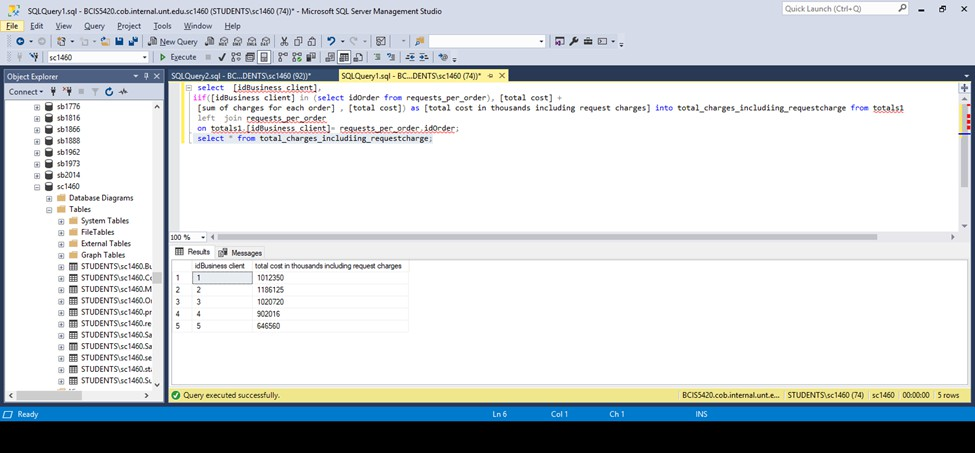 SQLQuery1.sql - BCIS5420.cob.internal.unt.edu.sc1460 (STUDENTS\sc1460 (74))* - Microsoft SQL Server Management Studio
Quick Launch (Ctrl+Q)
File Edit View Query Project Tools Window Help
New Query
sc1460
Execute
Object Explorer
SQLQuery2.sql - BC...DENTS\sc1460 (92))*
SQLQuery1.sql - BC...DENTS\sc1460 (74))*
Connect
sb1776
sb1816
sb1866
sb1888
sb1962
sb1973
sb2014
sc1460
Database Diagrams
Tables
System Tables
FileTables
External Tables
Graph Tables
STUDENTS\sc1460.Bu
STUDENTS\sc1460.Cc
STUDENTS\sc1460.M
STUDENTS\sc1460.Or
STUDENTS\sc1460.pr
STUDENTS\sc1460.re
STUDENTS\sc1460.Sa
STUDENTS\sc1460.se
STUDENTS\sc1460.sta
STUDENTS\sc1460.Su
select [idBusiness client],
iif([idBusiness client] in (select idOrder from requests_per_order), [total cost] +
[sum of charges for each order] , [total cost]) as [total cost in thousands including request charges] into total_charges_includiing_requestcharge from totals1
left join requests_per_order
on totals1.[idBusiness client]= requests_per_order.idOrder;
select * from total_charges_includiing_requestcharge;
100 %
Results Messages
idBusiness client total cost in thousands including request charges
1 1 1012350
2 2 1186125
3 3 1020720
4 4 902016
5 5 646560
Query executed successfully.
BCIS5420.cob.internal.unt.e... STUDENTS\sc1460 (74) sc1460 00:00:00 5 rows
Ready Ln 6 Col 1 Ch 1 INS